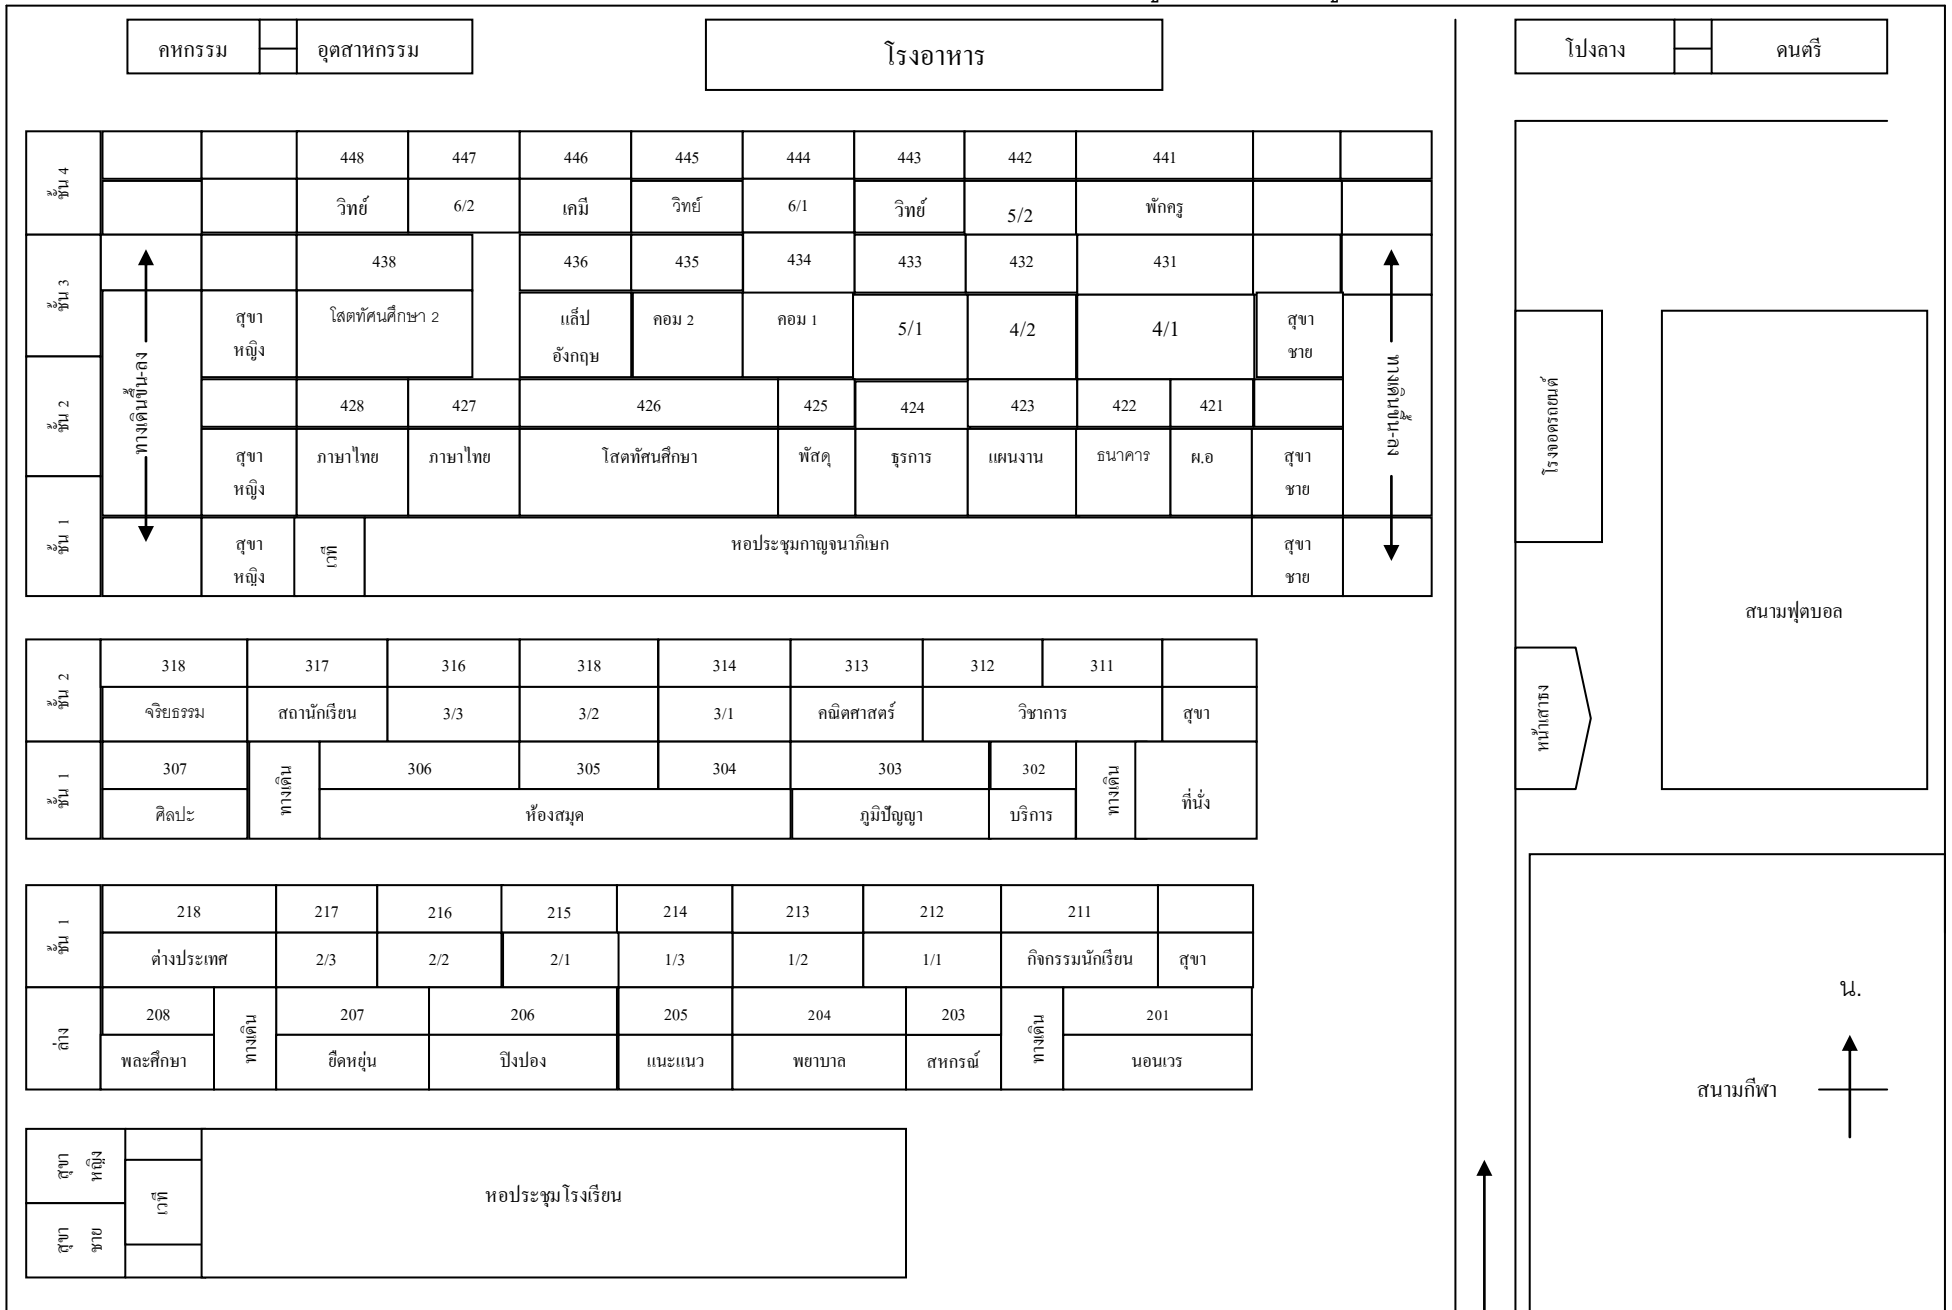 คหกรรม อุตสาหกรรม โรงอาหาร โปงลาง ดนตรี
ชั้น 4
448 447 446 445 444 443 442 441
วิทย์ 6/2 เคมี วิทย์ 6/1 วิทย์ 5/2 พักครู
ชั้น 3
438 436 435 434 433 432 431
สุขา หญิง โสตทัศนศึกษา 2 แล็ป อังกฤษ คอม 2 คอม 1 5/1 4/2 4/1 สุขา ชาย
ทางเดินขึ้น-ลง
ทางเดินขึ้น-ลง
ชั้น 2
428 427 426 425 424 423 422 421
สุขา หญิง ภาษาไทย ภาษาไทย โสตทัศนศึกษา พัสดุ ธุรการ แผนงาน ธนาคาร ผ.อ สุขา ชาย
ชั้น 1
สุขา หญิง เวที หอประชุมกาญจนาภิเษก สุขา ชาย
โรงจอดรถยนต์
สนามฟุตบอล
หน้าเสาธง
ชั้น 2
318 317 316 318 314 313 312 311
จริยธรรม สถานักเรียน 3/3 3/2 3/1 คณิตศาสตร์ วิชาการ สุขา
ชั้น 1
307 ทางเดิน 306 305 304 303 302 ทางเดิน ที่นั่ง
ศิลปะ ห้องสมุด ภูมิปัญญา บริการ
ชั้น 1
218 217 216 215 214 213 212 211
ต่างประเทศ 2/3 2/2 2/1 1/3 1/2 1/1 กิจกรรมนักเรียน สุขา
ล่าง
208 ทางเดิน 207 206 205 204 203 ทางเดิน 201
พละศึกษา ยืดหยุ่น ปิงปอง แนะแนว พยาบาล สหกรณ์ นอนเวร
น.
สนามกีฬา
สุขา หญิง
สุขา ชาย
เวที
หอประชุมโรงเรียน